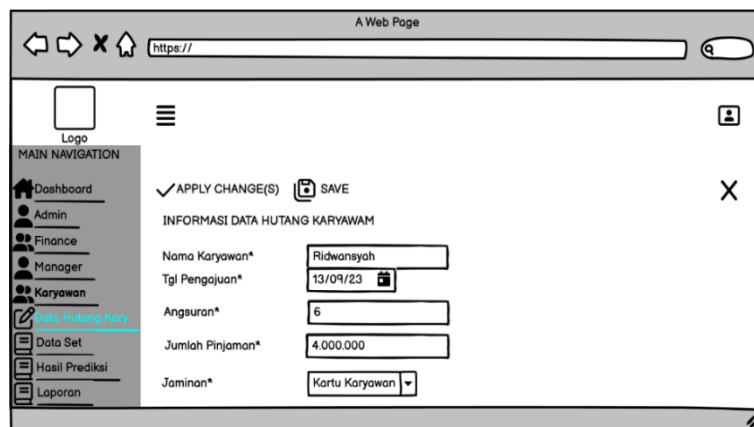 A Web Page
https://
Logo
MAIN NAVIGATION
Dashboard
Admin
Finance
Manager
Karyawan
Data Hutang Kary
Data Set
Hasil Prediksi
Laporan
APPLY CHANGE(S) SAVE
INFORMASI DATA HUTANG KARYAWAM
Nama Karyawan* Ridwansyah
Tgl Pengajuan* 13/09/23
Angsuran* 6
Jumlah Pinjaman* 4.000.000
Jaminan* Kartu Karyawan